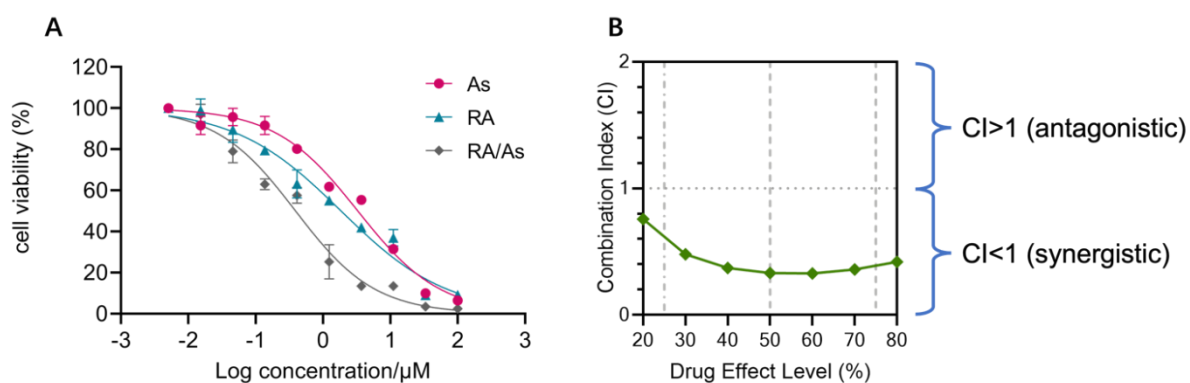 A
cell viability (%)
120
100
80
60
40
20
0
-3
-2
-1
0
1
2
3
Log concentration/μM
As
RA
RA/As
B
Combination Index (CI)
2
1
0
20
30
40
50
60
70
80
Drug Effect Level (%)
CI>1 (antagonistic)
CI<1 (synergistic)